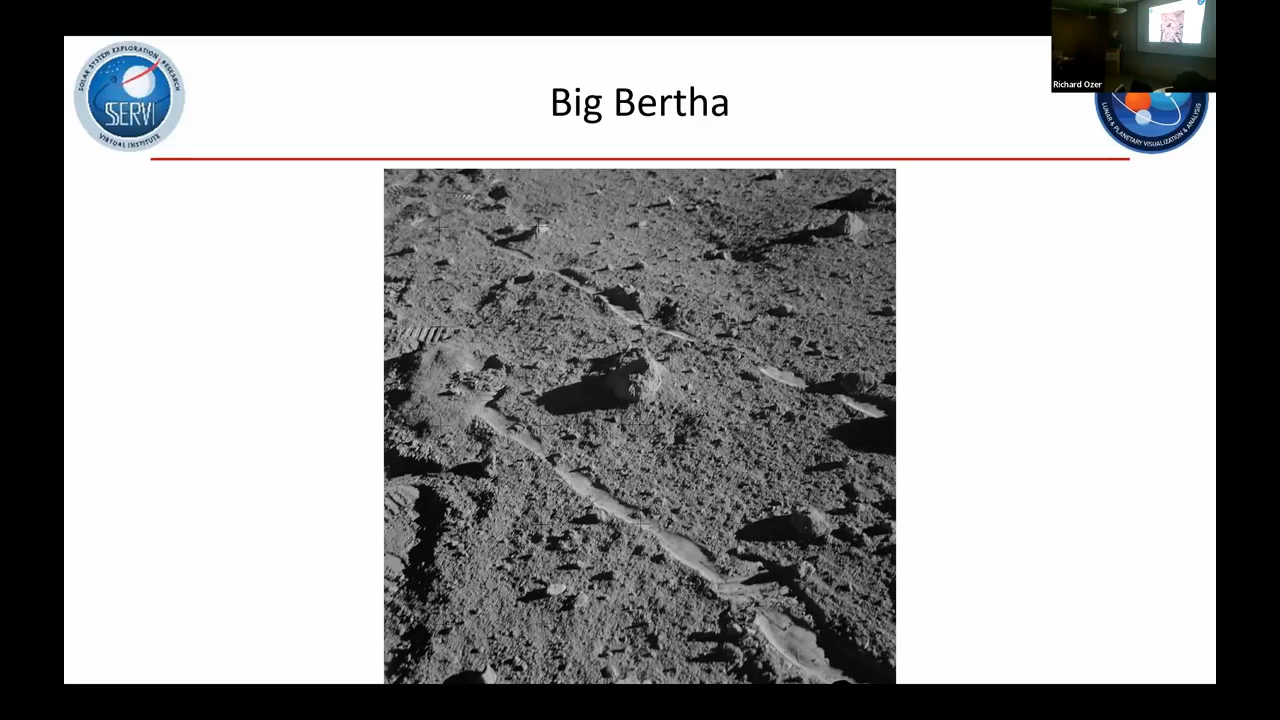 SOLAR SYSTEM EXPLORATION RESEARCH
SSERVI
VIRTUAL INSTITUTE
Big Bertha
Richard Ozer
LUNAR & PLANETARY VISUALIZATION & ANALYSIS